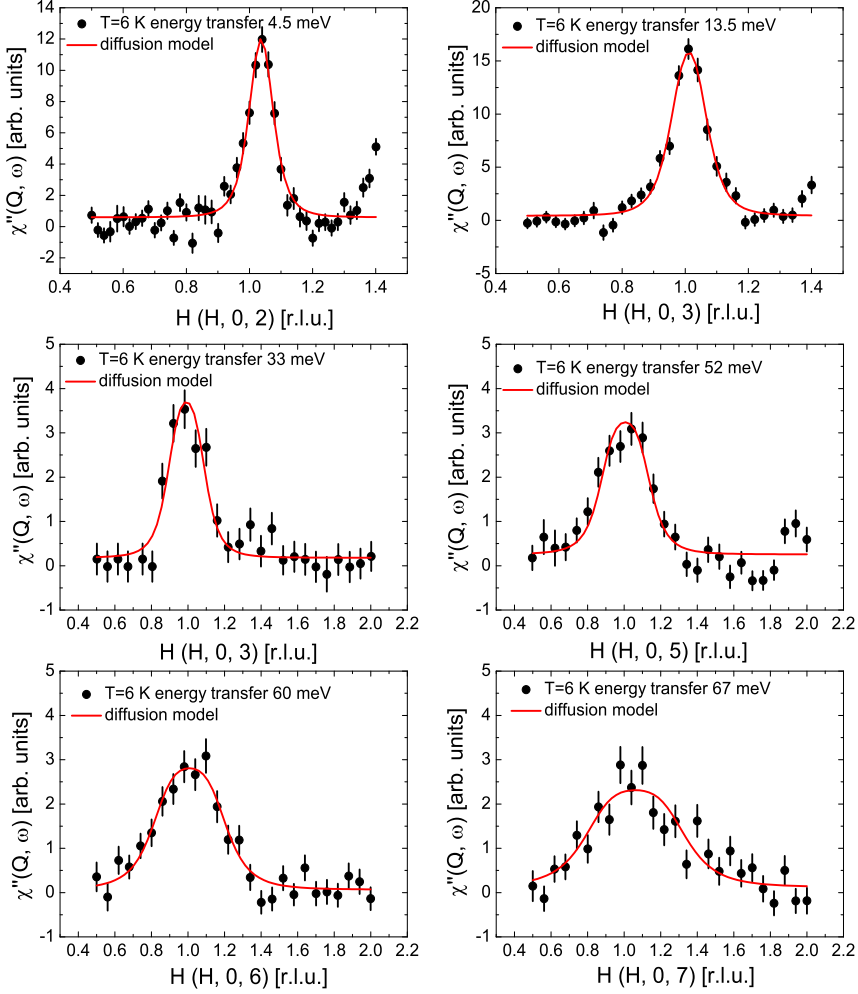 T=6 K energy transfer 4.5 meV
diffusion model
χ"(Q, ω) [arb. units]
14
12
10
8
6
4
2
0
-2
0.4 0.6 0.8 1.0 1.2 1.4
H (H, 0, 2) [r.l.u.]
T=6 K energy transfer 13.5 meV
diffusion model
χ"(Q, ω) [arb. units]
20
15
10
5
0
-5
0.4 0.6 0.8 1.0 1.2 1.4
H (H, 0, 3) [r.l.u.]
T=6 K energy transfer 33 meV
diffusion model
χ"(Q, ω) [arb. units]
5
4
3
2
1
0
-1
0.4 0.6 0.8 1.0 1.2 1.4 1.6 1.8 2.0 2.2
H (H, 0, 3) [r.l.u.]
T=6 K energy transfer 52 meV
diffusion model
χ"(Q, ω) [arb. units]
5
4
3
2
1
0
-1
0.4 0.6 0.8 1.0 1.2 1.4 1.6 1.8 2.0 2.2
H (H, 0, 5) [r.l.u.]
T=6 K energy transfer 60 meV
diffusion model
χ"(Q, ω) [arb. units]
5
4
3
2
1
0
-1
0.4 0.6 0.8 1.0 1.2 1.4 1.6 1.8 2.0 2.2
H (H, 0, 6) [r.l.u.]
T=6 K energy transfer 67 meV
diffusion model
χ"(Q, ω) [arb. units]
5
4
3
2
1
0
-1
0.4 0.6 0.8 1.0 1.2 1.4 1.6 1.8 2.0 2.2
H (H, 0, 7) [r.l.u.]